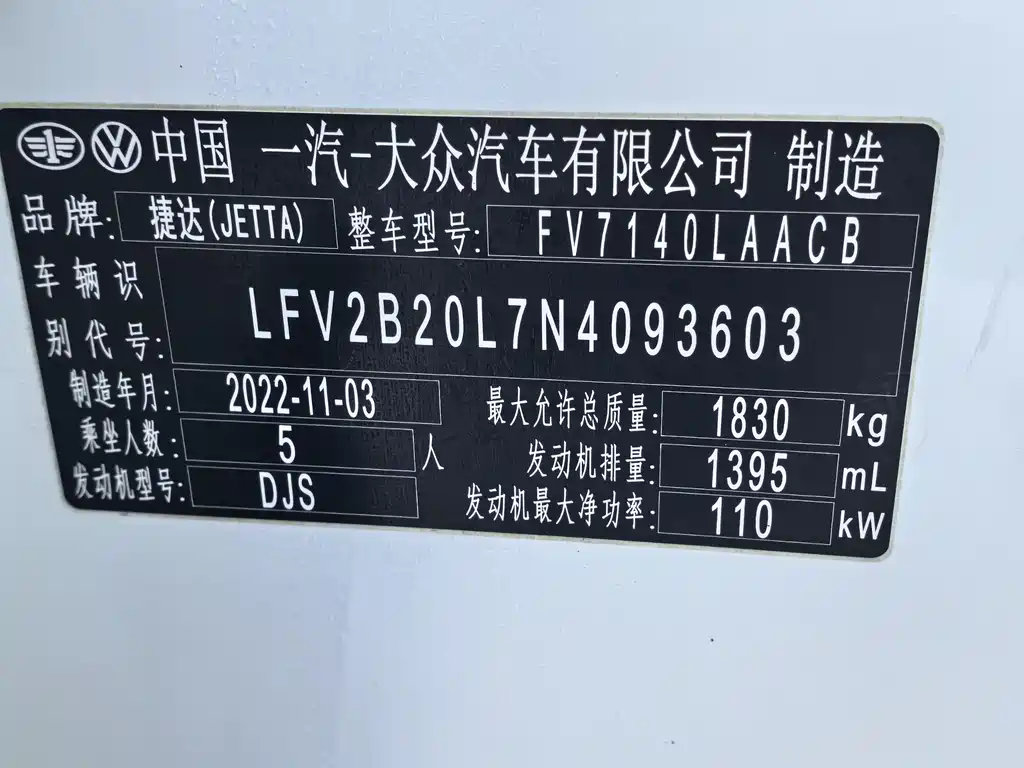 中国 一汽-大众汽车有限公司 制造
品牌: 捷达(JETTA) 整车型号: FV7140LAACB
车辆识
别代号: LFV2B20L7N4093603
制造年月: 2022-11-03 最大允许总质量: 1830 kg
乘坐人数: 5 人 发动机排量: 1395 mL
发动机型号: DJS 发动机最大净功率: 110 kW